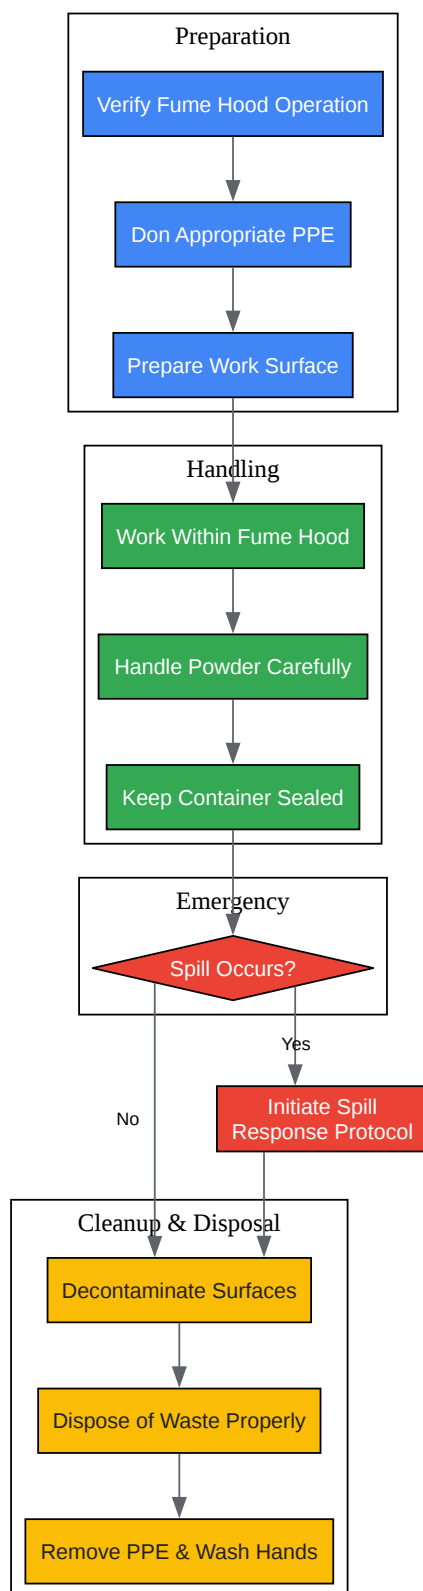 Preparation
Verify Fume Hood Operation
Don Appropriate PPE
Prepare Work Surface
Handling
Work Within Fume Hood
Handle Powder Carefully
Keep Container Sealed
Emergency
Spill Occurs?
Yes
Initiate Spill
Response Protocol
No
Cleanup & Disposal
Decontaminate Surfaces
Dispose of Waste Properly
Remove PPE & Wash Hands